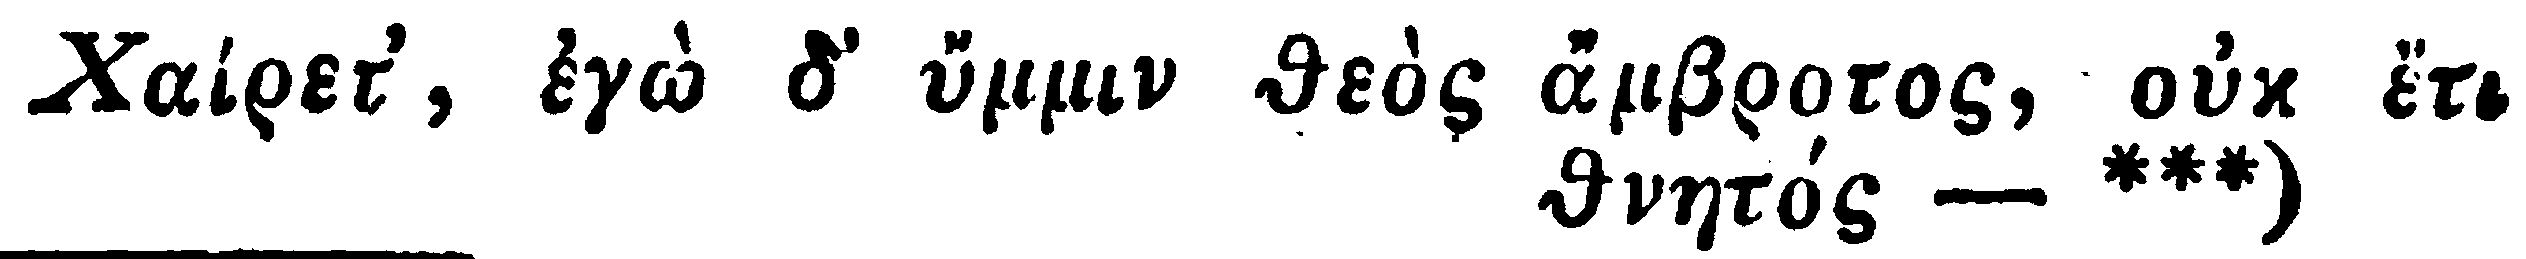 Χαίρετ’, ἐγὼ δ’ ὔμμιν ϑεὸς ἄμβροτος, οὐκ ἔτι
ϑνητός — ***)